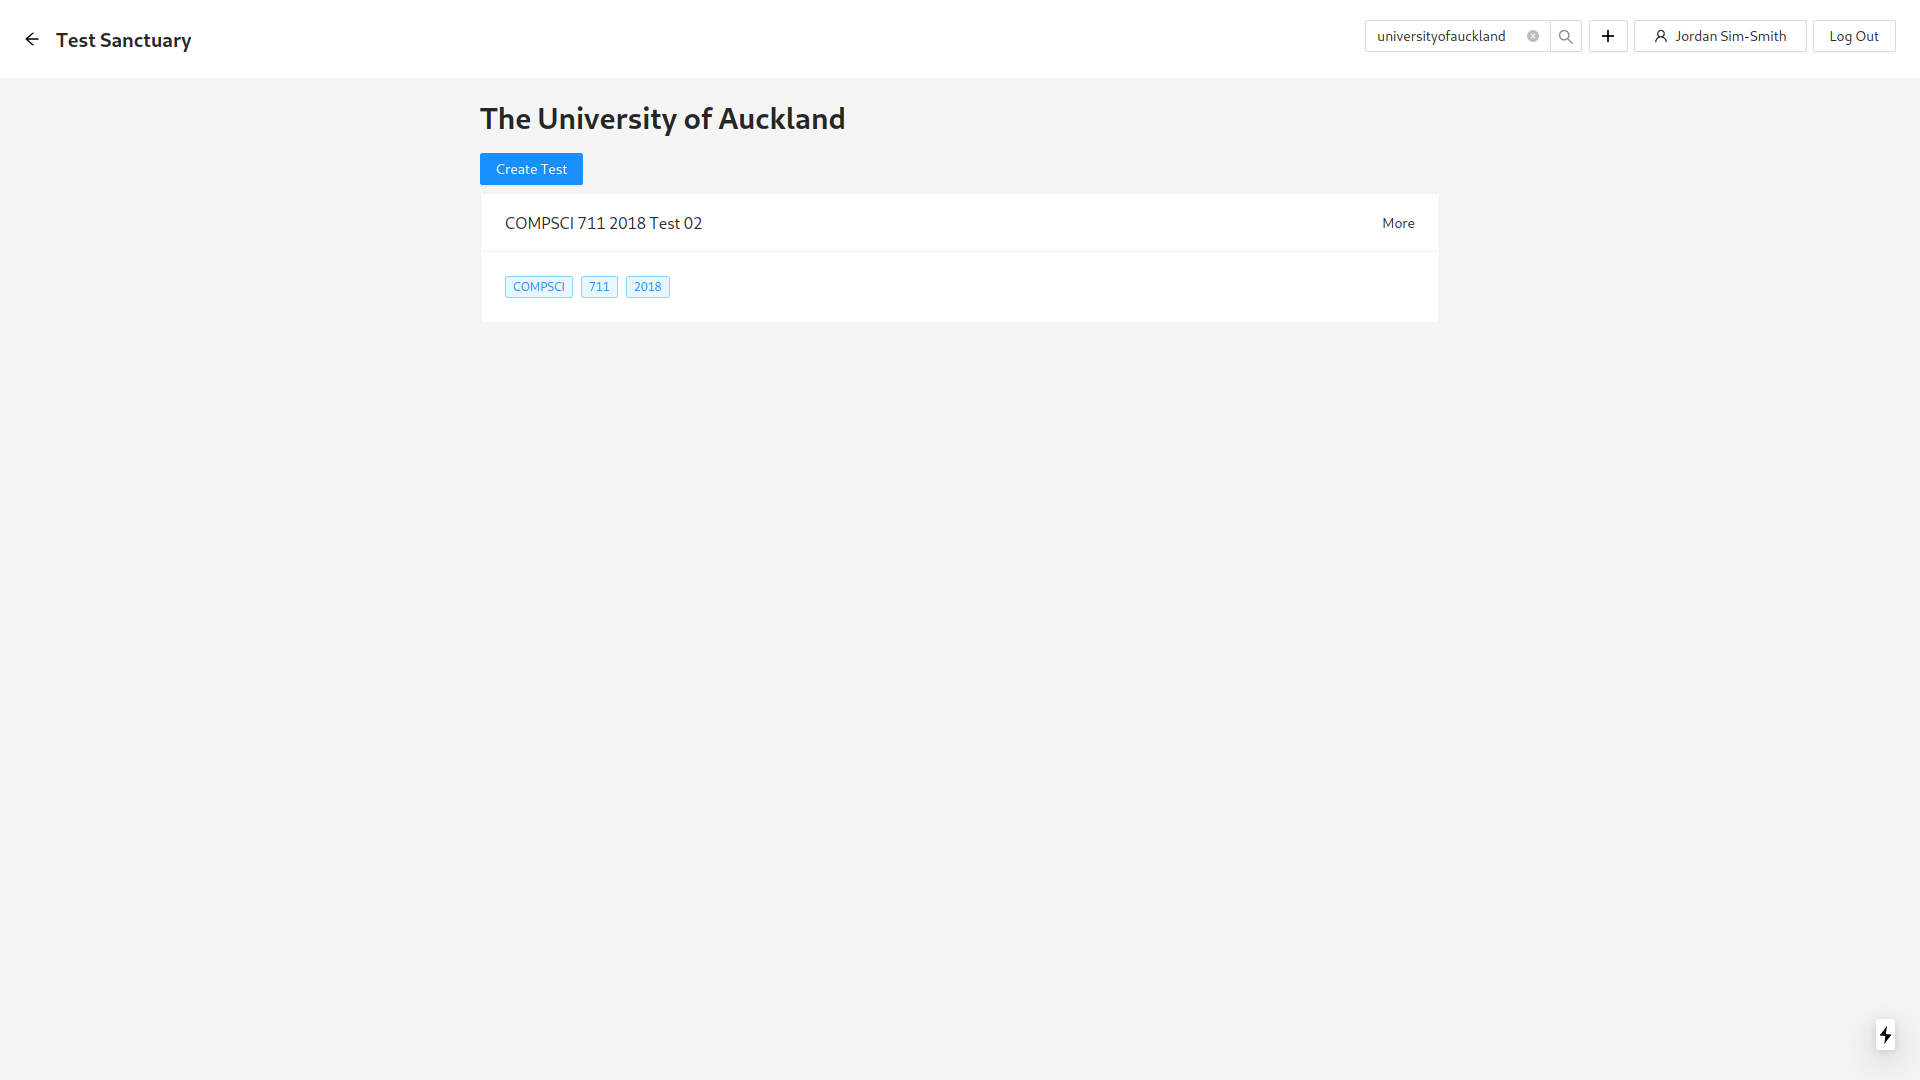 Test Sanctuary
universityofauckland
Jordan Sim-Smith
Log Out
The University of Auckland
Create Test
COMPSCI 711 2018 Test 02
More
COMPSCI
711
2018